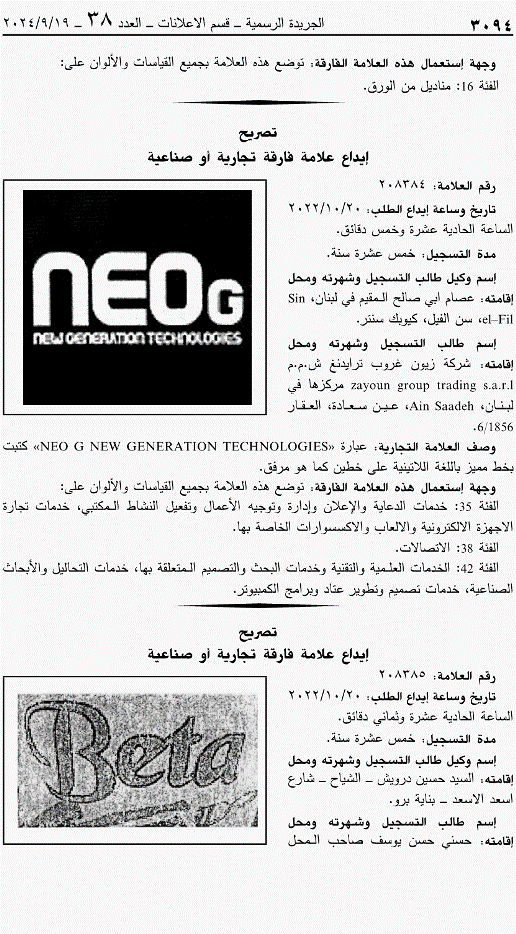 ٣٠٩٤ الجريدة الرسمية – قسم الاعلانات – العدد ٣٨ – ٢٠٢٤/٩/١٩
وجهة إستعمال هذه العلامة الفارقة: توضع هذه العلامة بجميع القياسات والألوان على:
الفئة 16: مناديل من الورق.
تصريح
إيداع علامة فارقة تجارية أو صناعية
رقم العلامة: ٢٠٨٣٨٤
تاريخ وساعة إيداع الطلب: ٢٠٢٢/١٠/٢٠
الساعة الحادية عشرة وخمس دقائق.
مدة التسجيل: خمس عشرة سنة.
إسم وكيل طالب التسجيل وشهرته ومحل
إقامته: عصام ابي صالح المقيم في لبنان، Sin
el–Fil، سن الفيل، كيوبك سنتر.
إسم طالب التسجيل وشهرته ومحل
إقامته: شركة زيون غروب ترايدنغ ش.م.م
zayoun group trading s.a.r.l مركزها في
لبنان، Ain Saadeh، عين سعادة، العقار
6/1856.
NEO G
NEW GENERATION TECHNOLOGIES
وصف العلامة التجارية: عبارة «NEO G NEW GENERATION TECHNOLOGIES» كتبت
بخط مميز باللغة اللاتينية على خطين كما هو مرفق.
وجهة إستعمال هذه العلامة الفارقة: توضع هذه العلامة بجميع القياسات والألوان على:
الفئة 35: خدمات الدعاية والإعلان وإدارة وتوجيه الأعمال وتفعيل النشاط المكتبي، خدمات تجارة
الاجهزة الالكترونية والالعاب والاكسسوارات الخاصة بها.
الفئة 38: الاتصالات.
الفئة 42: الخدمات العلمية والتقنية وخدمات البحث والتصميم المتعلقة بها، خدمات التحاليل والأبحاث
الصناعية، خدمات تصميم وتطوير عتاد وبرامج الكمبيوتر.
تصريح
إيداع علامة فارقة تجارية أو صناعية
رقم العلامة: ٢٠٨٣٨٥
تاريخ وساعة إيداع الطلب: ٢٠٢٢/١٠/٢٠
الساعة الحادية عشرة وثماني دقائق.
مدة التسجيل: خمس عشرة سنة.
إسم وكيل طالب التسجيل وشهرته ومحل
إقامته: السيد حسين درويش – الشياح – شارع
اسعد الاسعد – بناية برو.
إسم طالب التسجيل وشهرته ومحل
إقامته: حسني حسن يوسف صاحب المحل
Beta